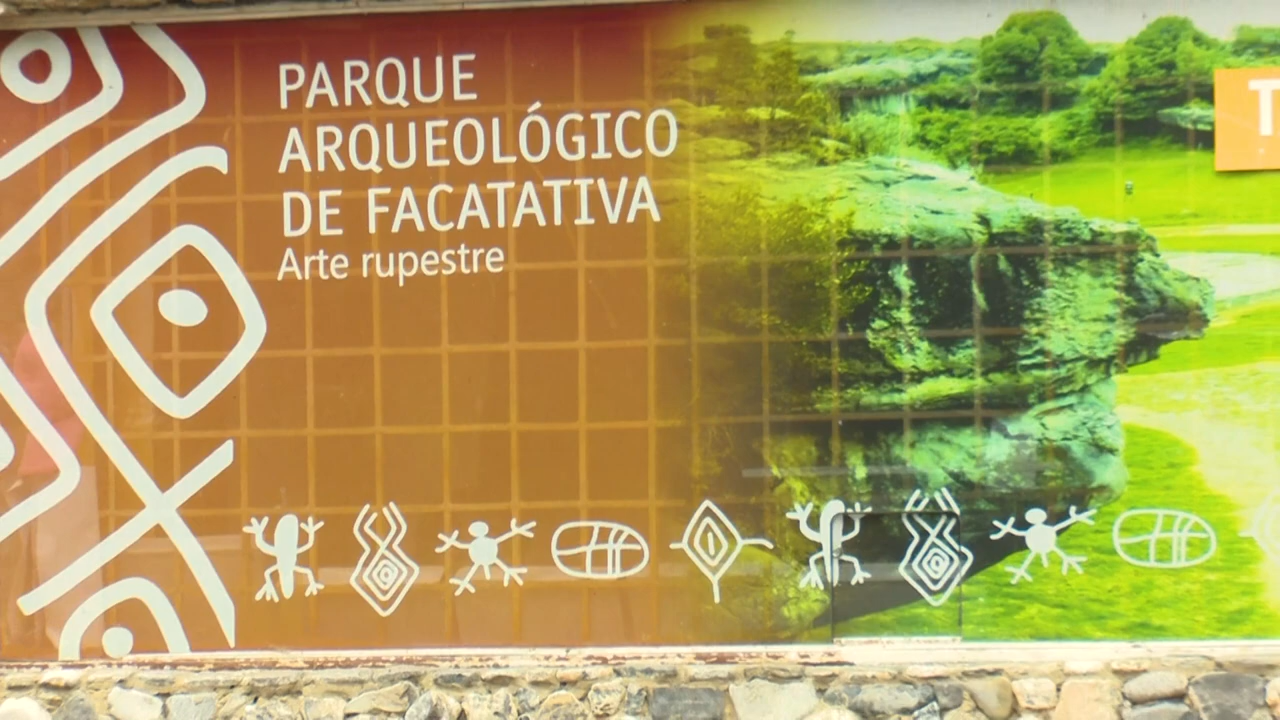 PARQUE
ARQUEOLÓGICO
DE FACATATIVA
Arte rupestre
T